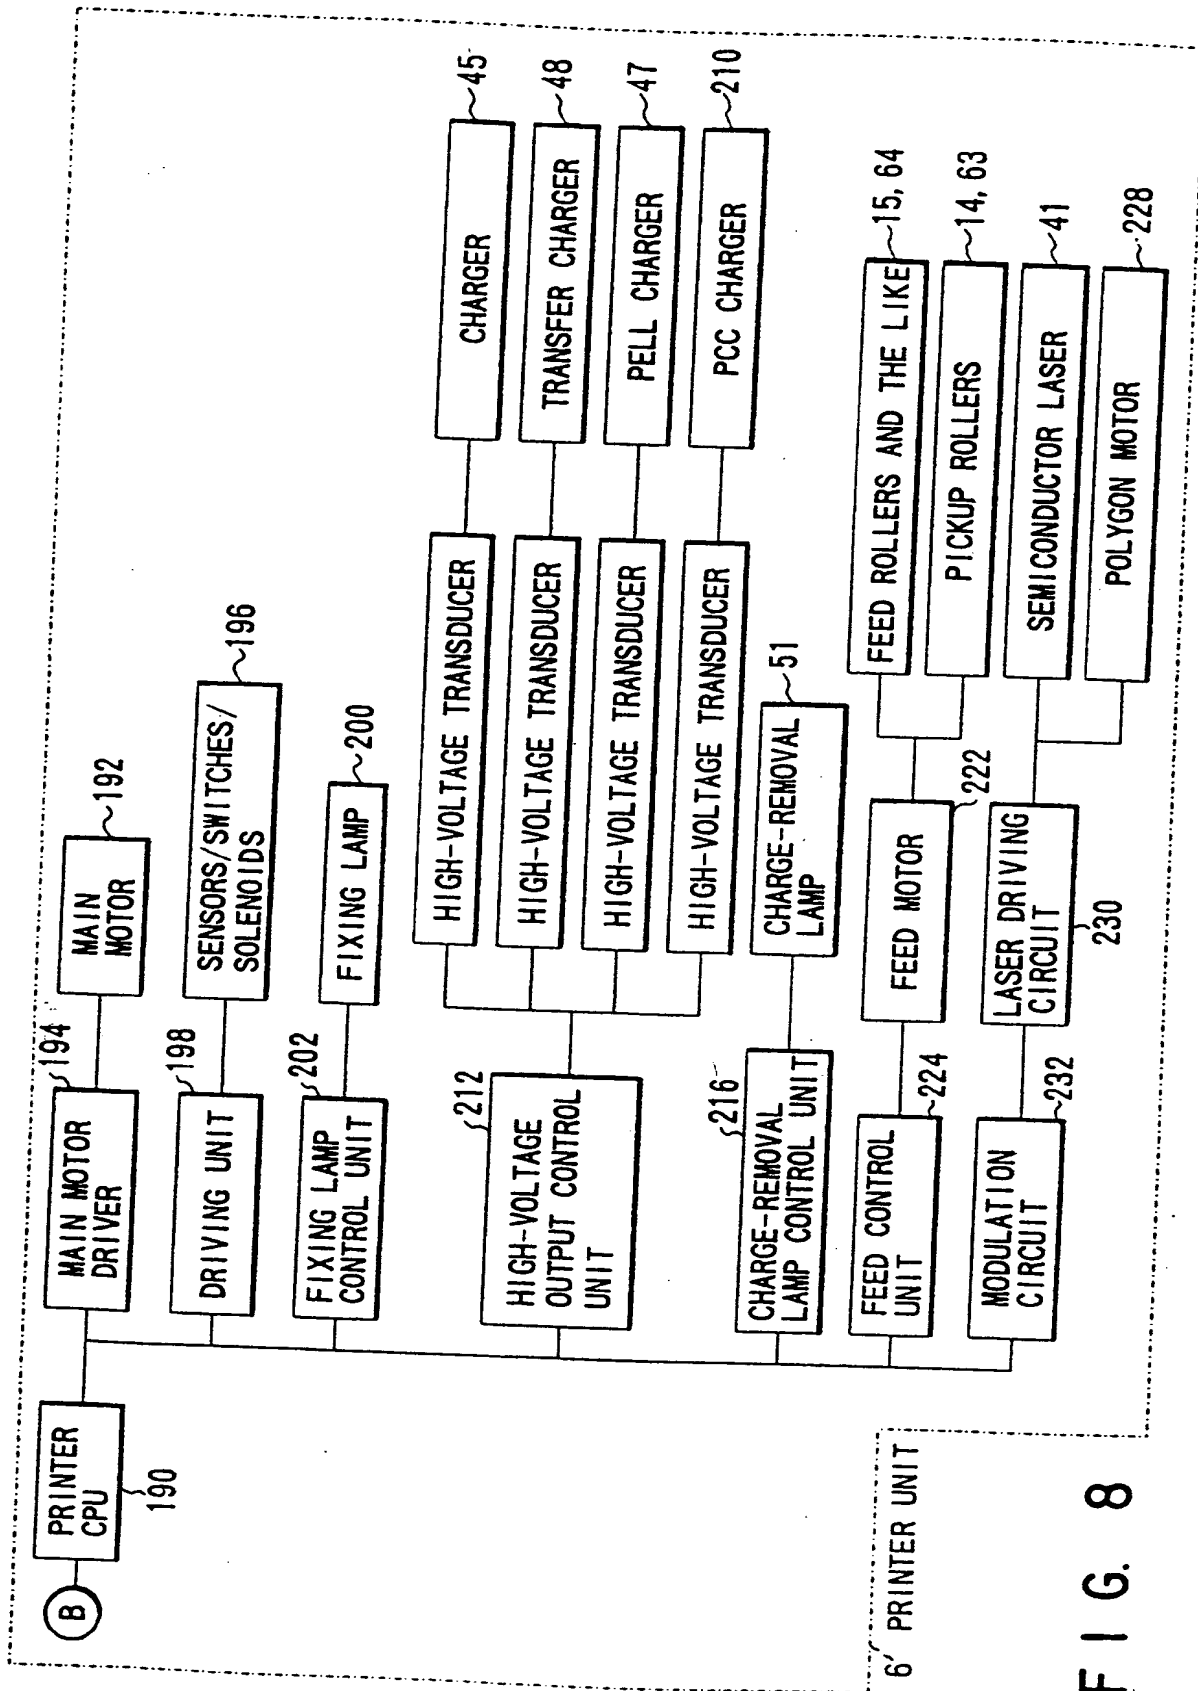 B
PRINTER
CPU
190
MAIN MOTOR
DRIVER
194
MAIN
MOTOR
192
DRIVING UNIT
198
SENSORS/SWITCHES/
SOLENOIDS
196
FIXING LAMP
CONTROL UNIT
202
FIXING LAMP
200
HIGH-VOLTAGE
OUTPUT CONTROL
UNIT
212
HIGH-VOLTAGE TRANSDUCER
CHARGER
45
HIGH-VOLTAGE TRANSDUCER
TRANSFER CHARGER
48
HIGH-VOLTAGE TRANSDUCER
PELL CHARGER
47
HIGH-VOLTAGE TRANSDUCER
PCC CHARGER
210
CHARGE-REMOVAL
LAMP CONTROL UNIT
216
CHARGE-REMOVAL
LAMP
51
FEED CONTROL
UNIT
224
FEED MOTOR
222
FEED ROLLERS AND THE LIKE
15, 64
PICKUP ROLLERS
14, 63
MODULATION
CIRCUIT
232
LASER DRIVING
CIRCUIT
230
SEMICONDUCTOR LASER
41
POLYGON MOTOR
228
6' PRINTER UNIT
FIG. 8